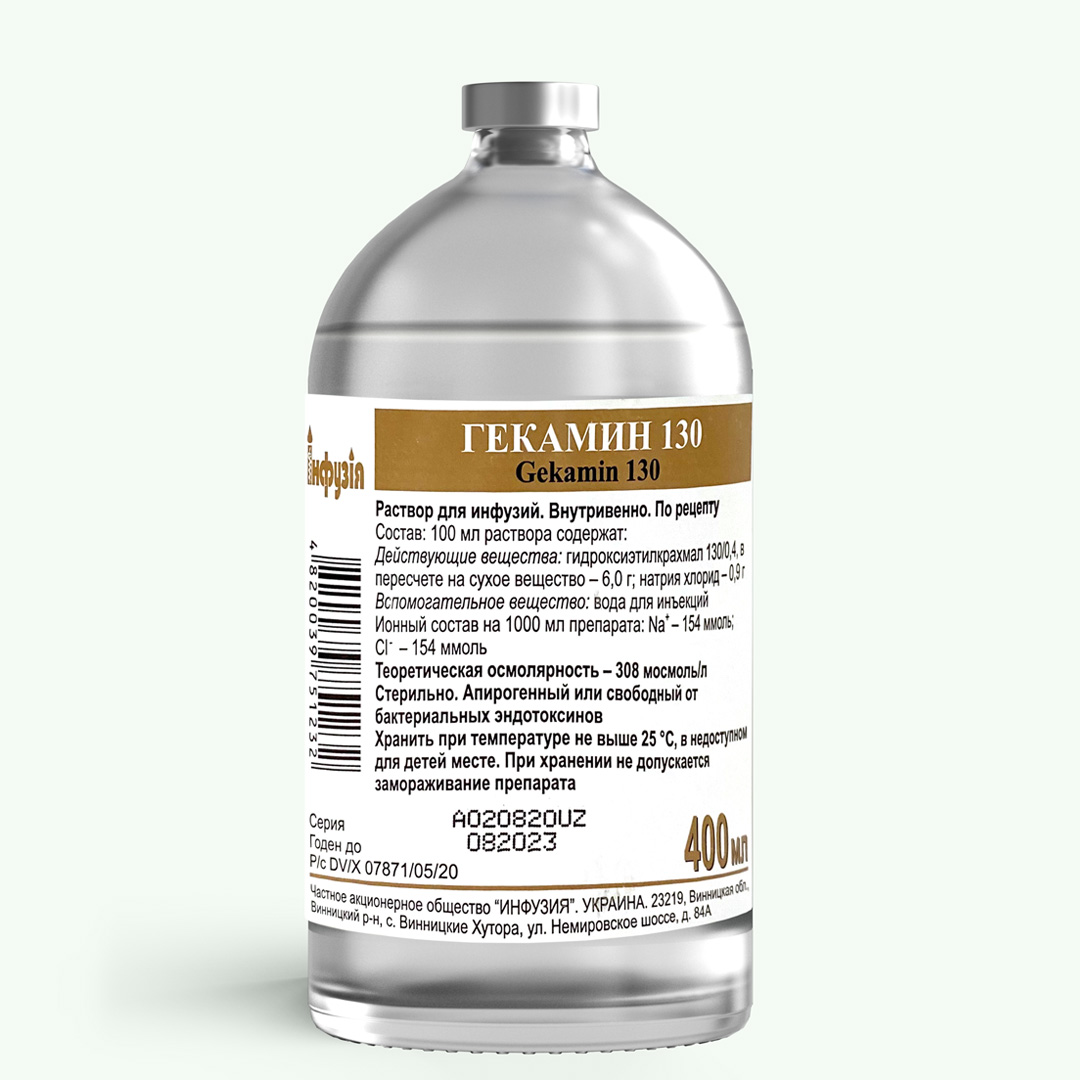 ГЕКАМИН 130
Gekamin 130
інфузія
Раствор для инфузий. Внутривенно. По рецепту
Состав: 100 мл раствора содержат:
Действующие вещества: гидроксиэтилкрахмал 130/0,4, в
пересчете на сухое вещество – 6,0 г; натрия хлорид – 0,9 г
Вспомогательное вещество: вода для инъекций
Ионный состав на 1000 мл препарата: Na⁺ – 154 ммоль;
Cl⁻ – 154 ммоль
Теоретическая осмолярность – 308 мосмоль/л
Стерильно. Апирогенный или свободный от
бактериальных эндотоксинов
Хранить при температуре не выше 25 °С, в недоступном
для детей месте. При хранении не допускается
замораживание препарата
4820039751232
Серия
A020820UZ
Годен до
082023
Р/с DV/X 07871/05/20
400 мл
Частное акционерное общество "ИНФУЗИЯ". УКРАИНА. 23219, Винницкая обл.,
Винницкий р-н, с. Винницкие Хутора, ул. Немировское шоссе, д. 84А